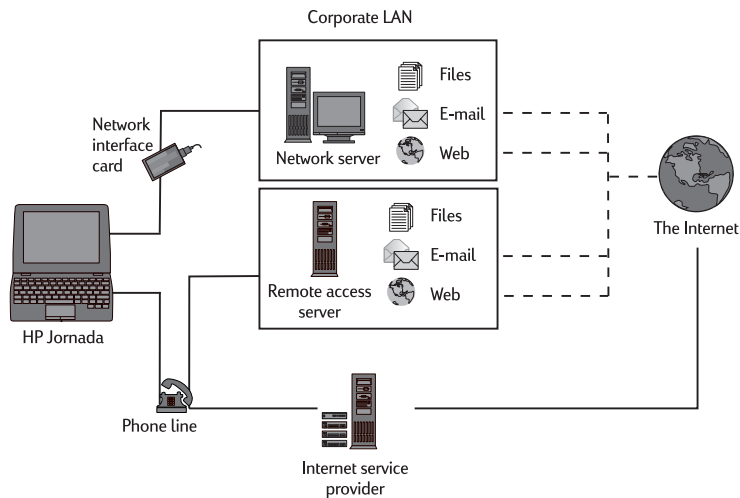 Corporate LAN
Files
E-mail
Web
Network server
Network
interface
card
The Internet
Files
E-mail
Web
Remote access
server
HP Jornada
Phone line
Internet service
provider